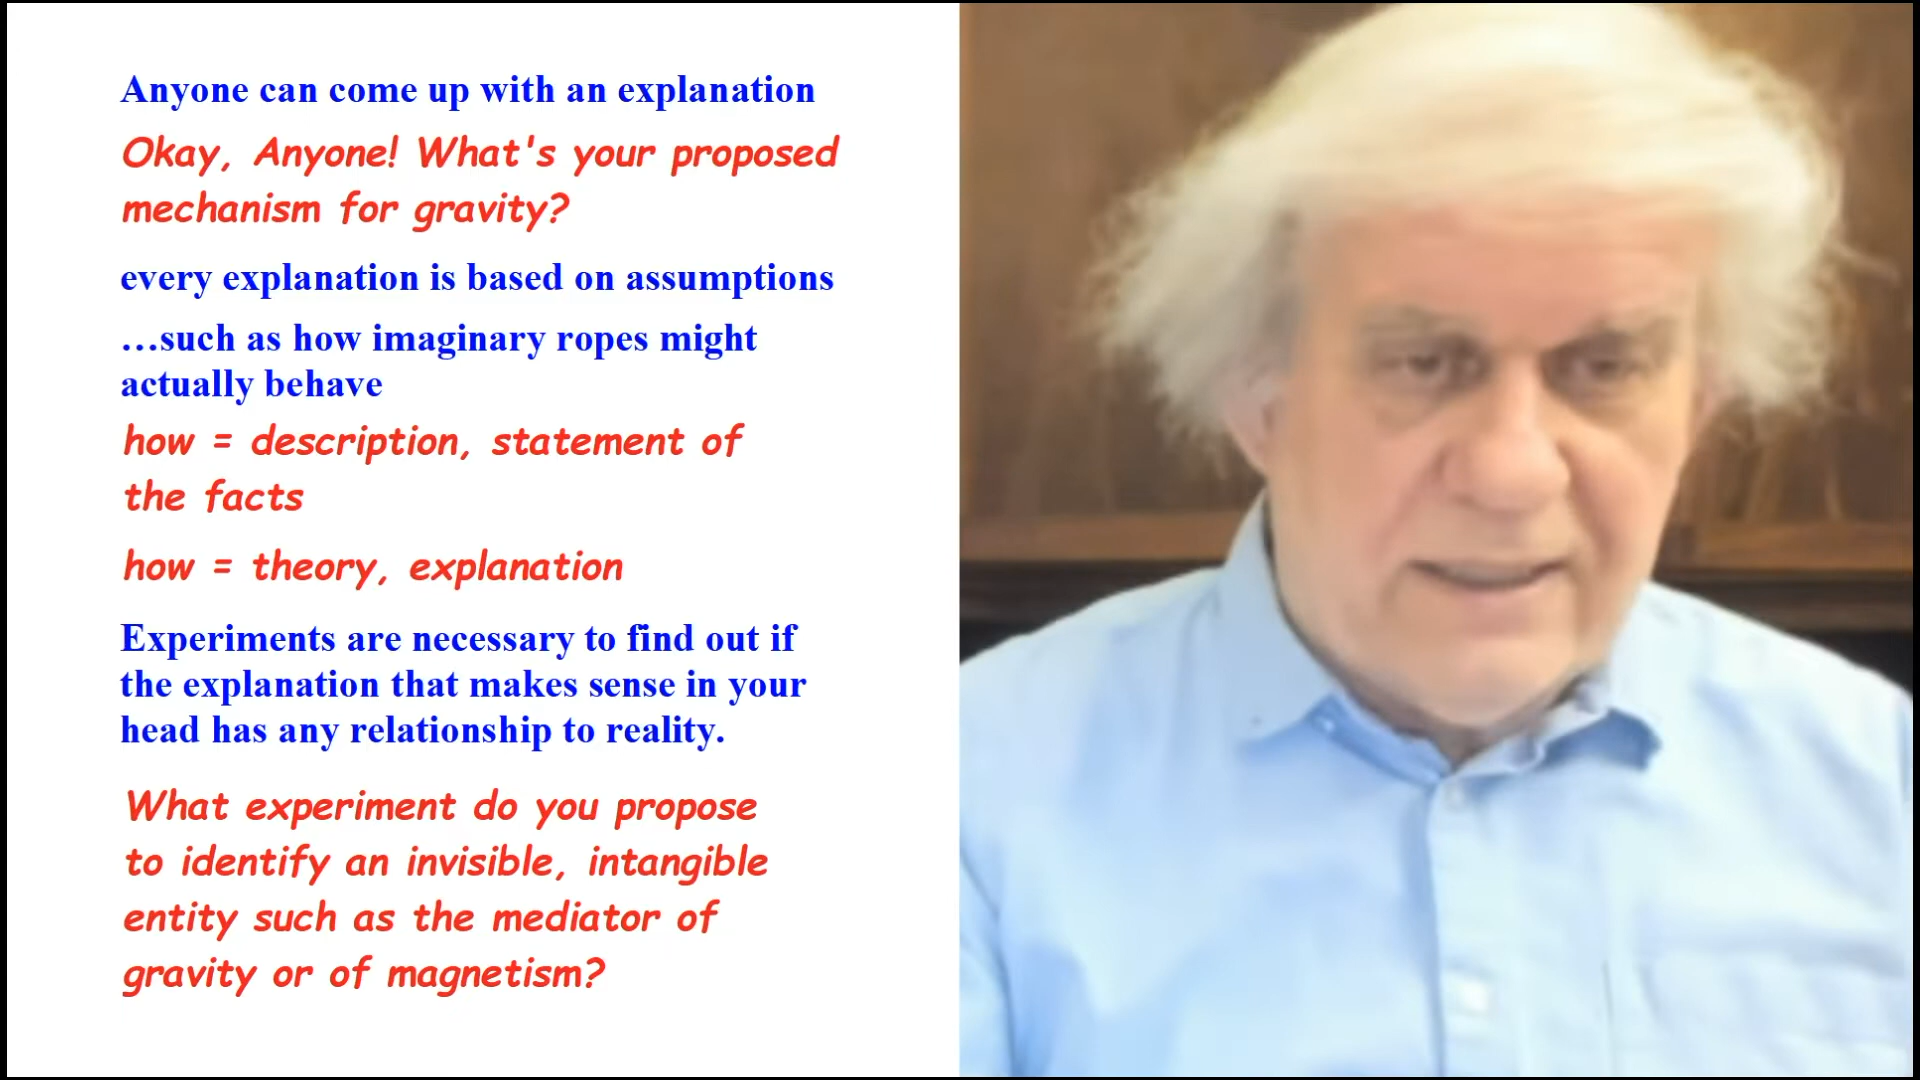 Anyone can come up with an explanation
Okay, Anyone! What's your proposed
mechanism for gravity?
every explanation is based on assumptions
…such as how imaginary ropes might
actually behave
how = description, statement of
the facts
how = theory, explanation
Experiments are necessary to find out if
the explanation that makes sense in your
head has any relationship to reality.
What experiment do you propose
to identify an invisible, intangible
entity such as the mediator of
gravity or of magnetism?